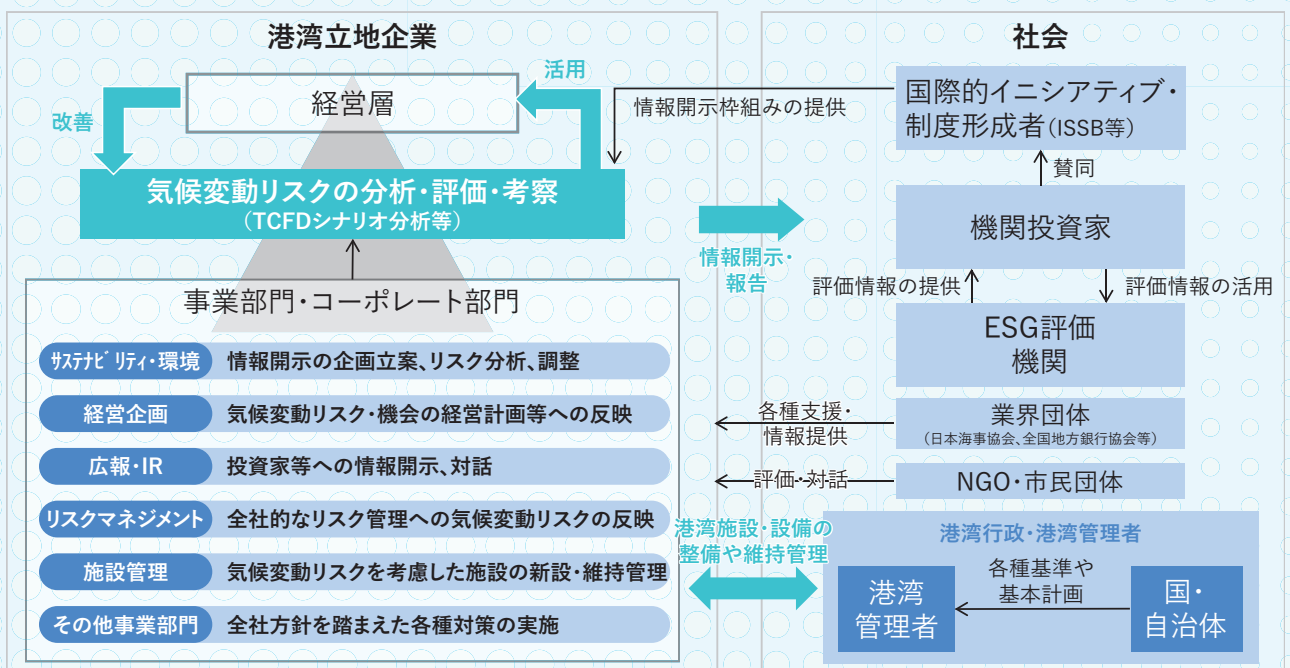 港湾立地企業
経営層
活用
改善
気候変動リスクの分析・評価・考察
（TCFDシナリオ分析等）
事業部門・コーポレート部門
ｻｽﾃﾅﾋﾞﾘﾃｨ・環境 情報開示の企画立案、リスク分析、調整
経営企画 気候変動リスク・機会の経営計画等への反映
広報・IR 投資家等への情報開示、対話
リスクマネジメント 全社的なリスク管理への気候変動リスクの反映
施設管理 気候変動リスクを考慮した施設の新設・維持管理
その他事業部門 全社方針を踏まえた各種対策の実施
情報開示枠組みの提供
情報開示・
報告
各種支援・
情報提供
評価・対話
港湾施設・設備の
整備や維持管理
社会
国際的イニシアティブ・
制度形成者（ISSB等）
賛同
機関投資家
評価情報の提供
評価情報の活用
ESG評価
機関
業界団体
（日本海事協会、全国地方銀行協会等）
NGO・市民団体
港湾行政・港湾管理者
港湾
管理者
各種基準や
基本計画
国・
自治体